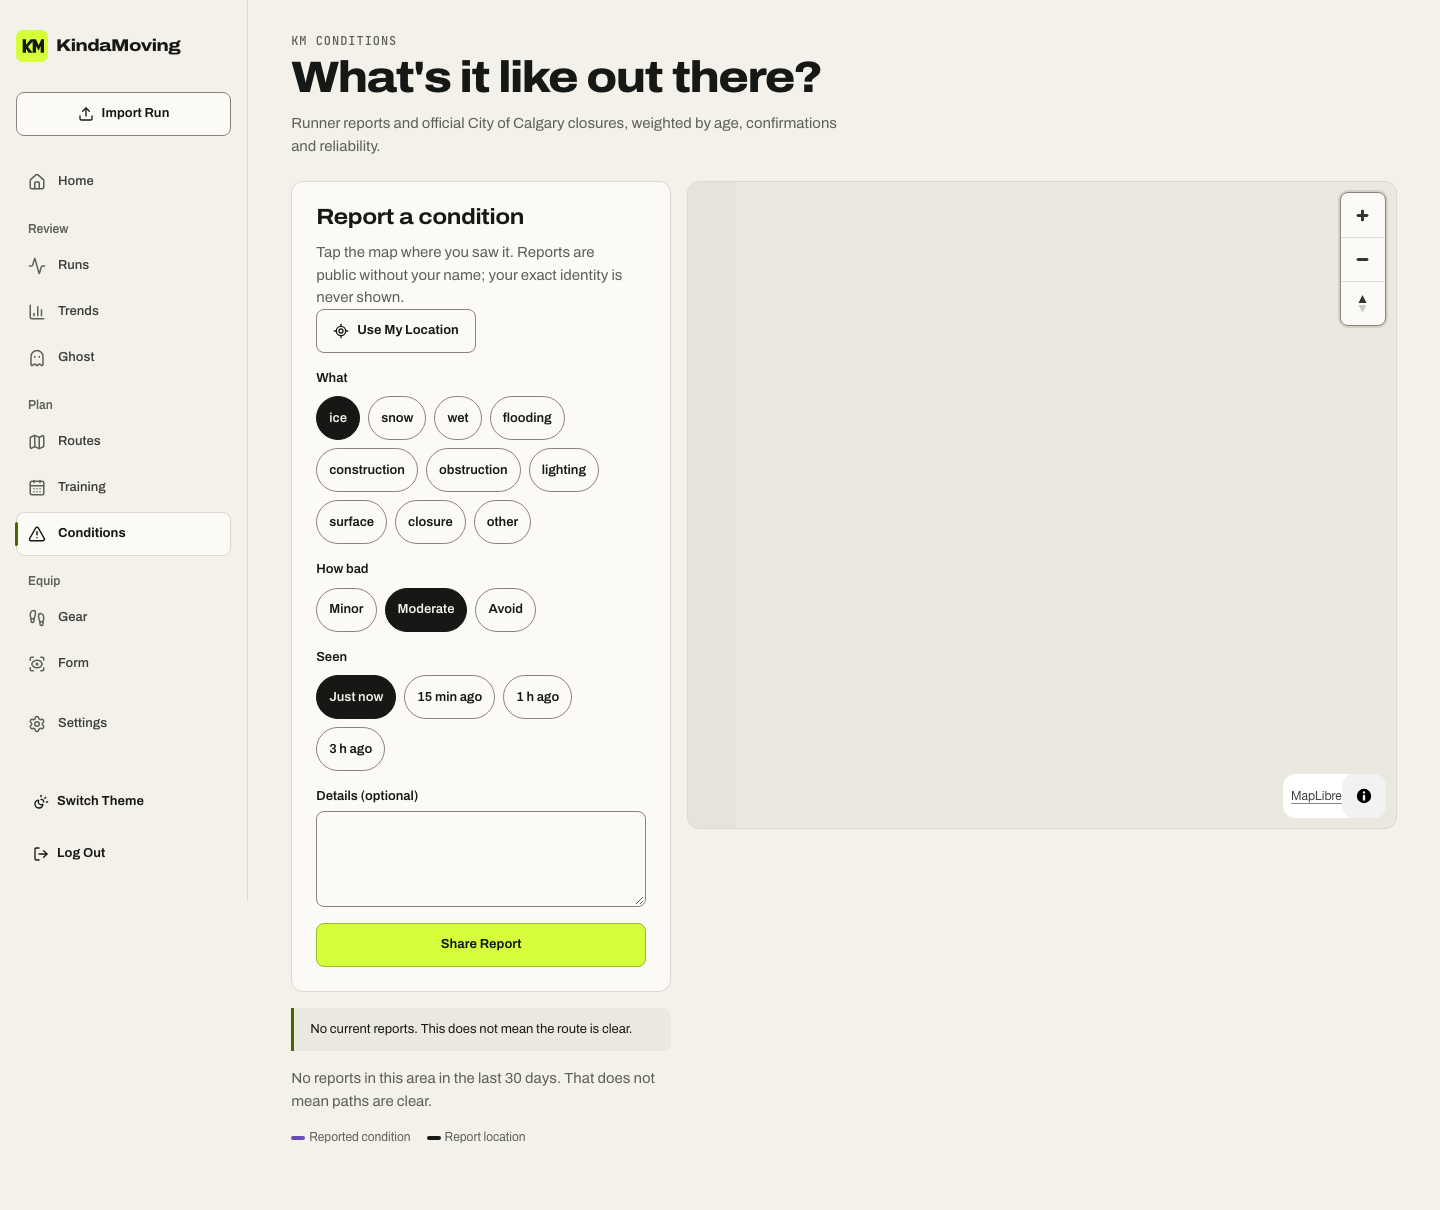 KM KindaMoving
Import Run
Home
Review
Runs
Trends
Ghost
Plan
Routes
Training
Conditions
Equip
Gear
Form
Settings
Switch Theme
Log Out
KM CONDITIONS
What's it like out there?
Runner reports and official City of Calgary closures, weighted by age, confirmations
and reliability.
Report a condition
Tap the map where you saw it. Reports are
public without your name; your exact identity is
never shown.
Use My Location
What
ice snow wet flooding
construction obstruction lighting
surface closure other
How bad
Minor Moderate Avoid
Seen
Just now 15 min ago 1 h ago
3 h ago
Details (optional)
Share Report
No current reports. This does not mean the route is clear.
No reports in this area in the last 30 days. That does not
mean paths are clear.
Reported condition Report location
MapLibre